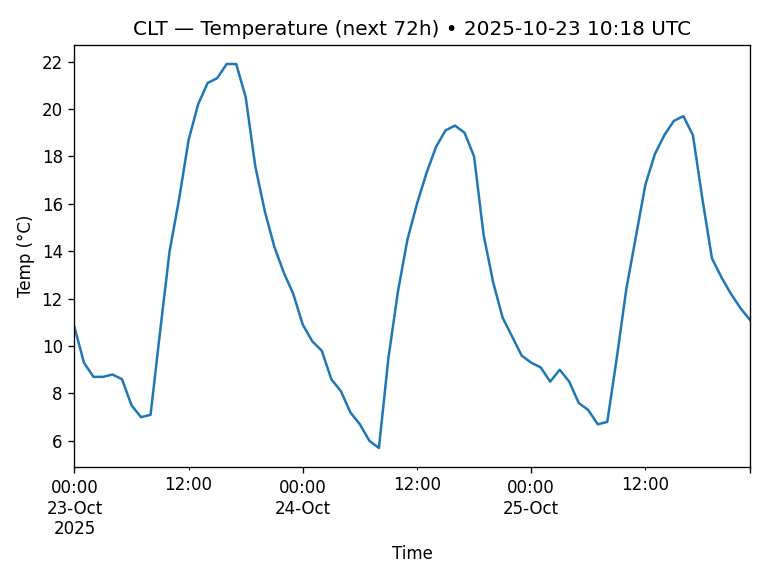 CLT — Temperature (next 72h) • 2025-10-23 10:18 UTC
Temp (°C)
22
20
18
16
14
12
10
8
6
00:00 12:00 00:00 12:00 00:00 12:00
23-Oct 24-Oct 25-Oct
2025
Time